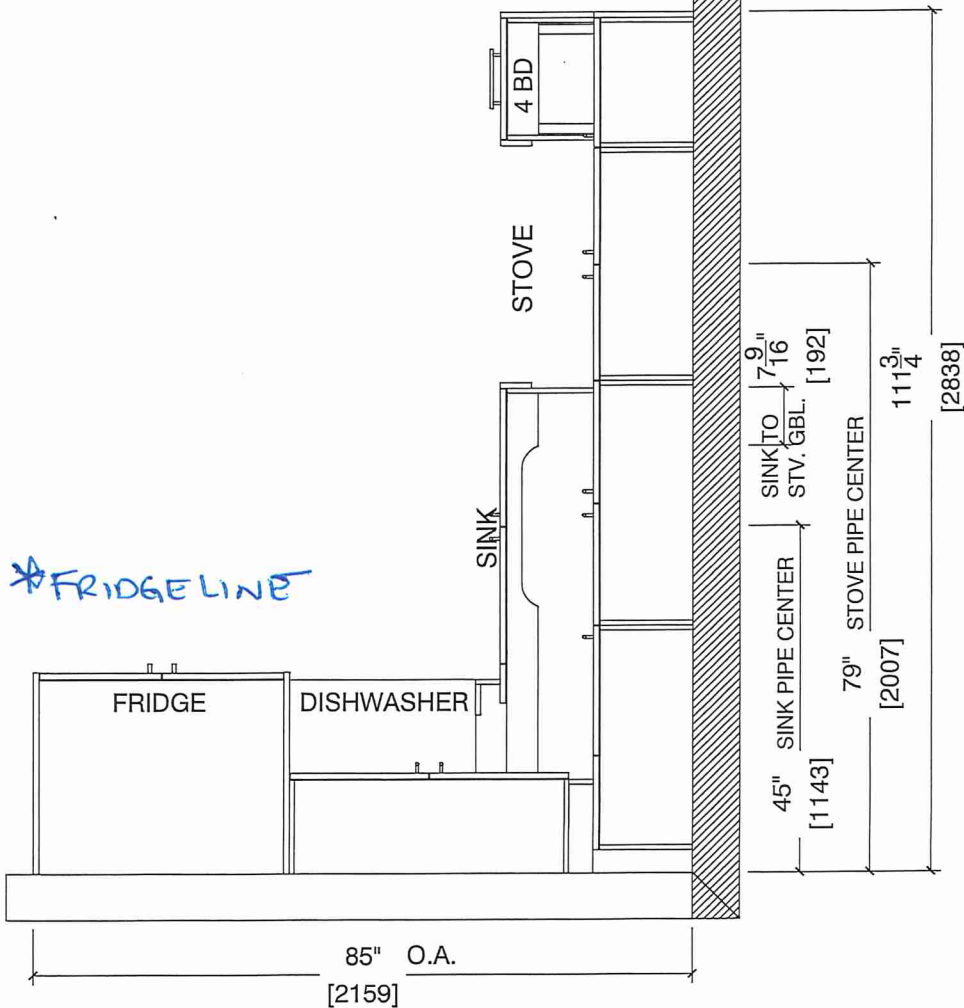 4 BD
STOVE
SINK
*FRIDGELINE
FRIDGE
DISHWASHER
7 9/16"
[192]
SINK TO
STV. GBL.
111 3/4"
[2838]
79" STOVE PIPE CENTER
[2007]
45" SINK PIPE CENTER
[1143]
85" O.A.
[2159]